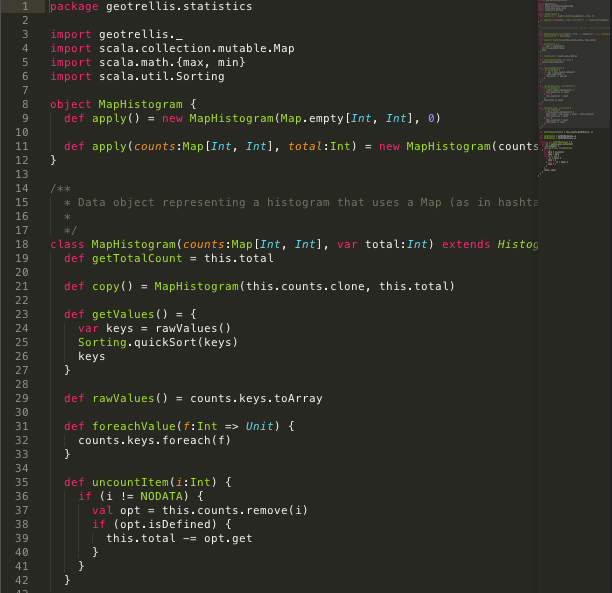 1 package geotrellis.statistics
2
3 import geotrellis._
4 import scala.collection.mutable.Map
5 import scala.math.{max, min}
6 import scala.util.Sorting
7
8 object MapHistogram {
9   def apply() = new MapHistogram(Map.empty[Int, Int], 0)
10
11   def apply(counts:Map[Int, Int], total:Int) = new MapHistogram(counts
12 }
13
14 /**
15   * Data object representing a histogram that uses a Map (as in hashta
16   *
17   */
18 class MapHistogram(counts:Map[Int, Int], var total:Int) extends Histog
19   def getTotalCount = this.total
20
21   def copy() = MapHistogram(this.counts.clone, this.total)
22
23   def getValues() = {
24     var keys = rawValues()
25     Sorting.quickSort(keys)
26     keys
27   }
28
29   def rawValues() = counts.keys.toArray
30
31   def foreachValue(f:Int => Unit) {
32     counts.keys.foreach(f)
33   }
34
35   def uncountItem(i:Int) {
36     if (i != NODATA) {
37       val opt = this.counts.remove(i)
38       if (opt.isDefined) {
39         this.total -= opt.get
40       }
41     }
42   }